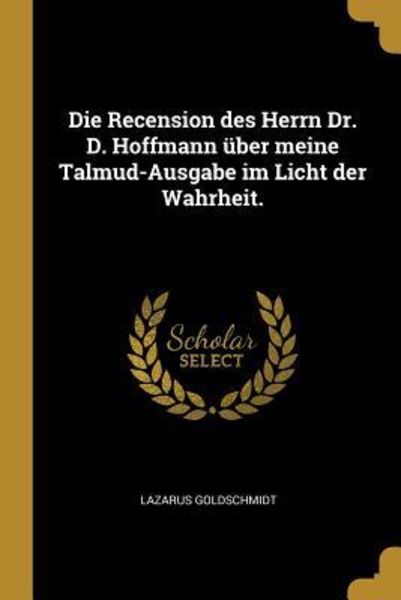 Die Recension des Herrn Dr.
D. Hoffmann über meine
Talmud-Ausgabe im Licht der
Wahrheit.
Scholar
SELECT
LAZARUS GOLDSCHMIDT